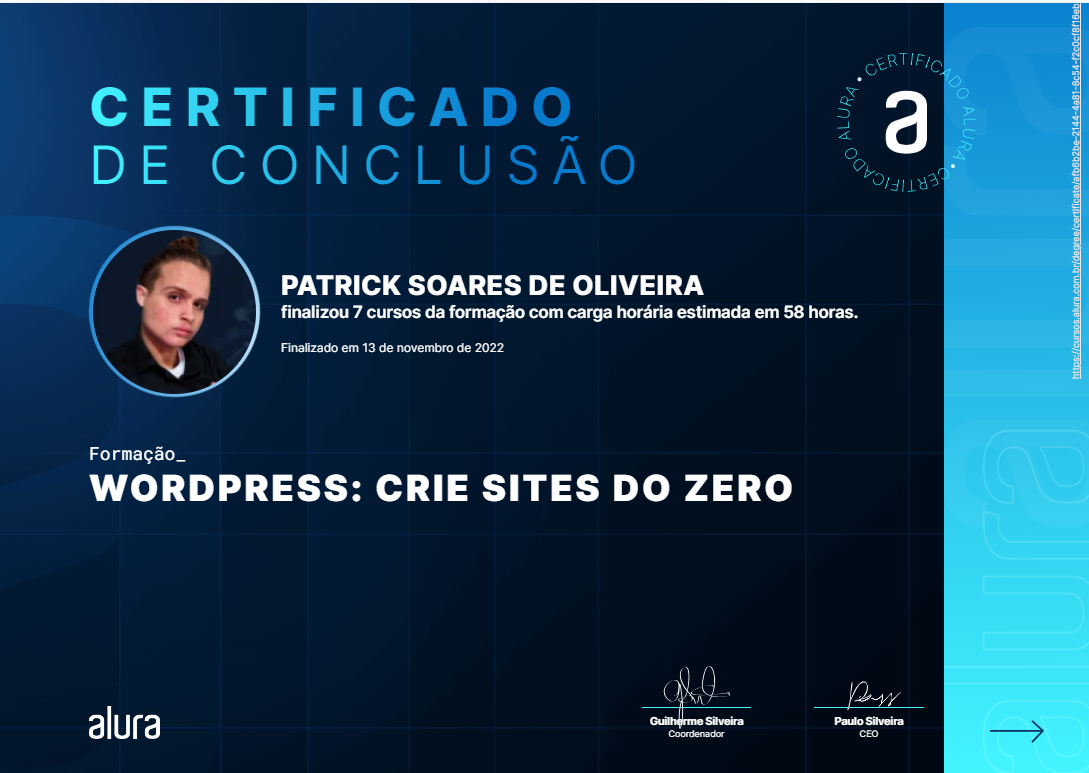 CERTIFICADO
DE CONCLUSÃO
• CERTIFICADO ALURA • CERTIFICADO ALURA
a
PATRICK SOARES DE OLIVEIRA
finalizou 7 cursos da formação com carga horária estimada em 58 horas.
Finalizado em 13 de novembro de 2022
Formação_
WORDPRESS: CRIE SITES DO ZERO
alura
Guilherme Silveira
Coordenador
Paulo Silveira
CEO
https://cursos.alura.com.br/degree/certificate/afb6b2be-2144-4a81-8c54-f2c0cf8f16eb
alura